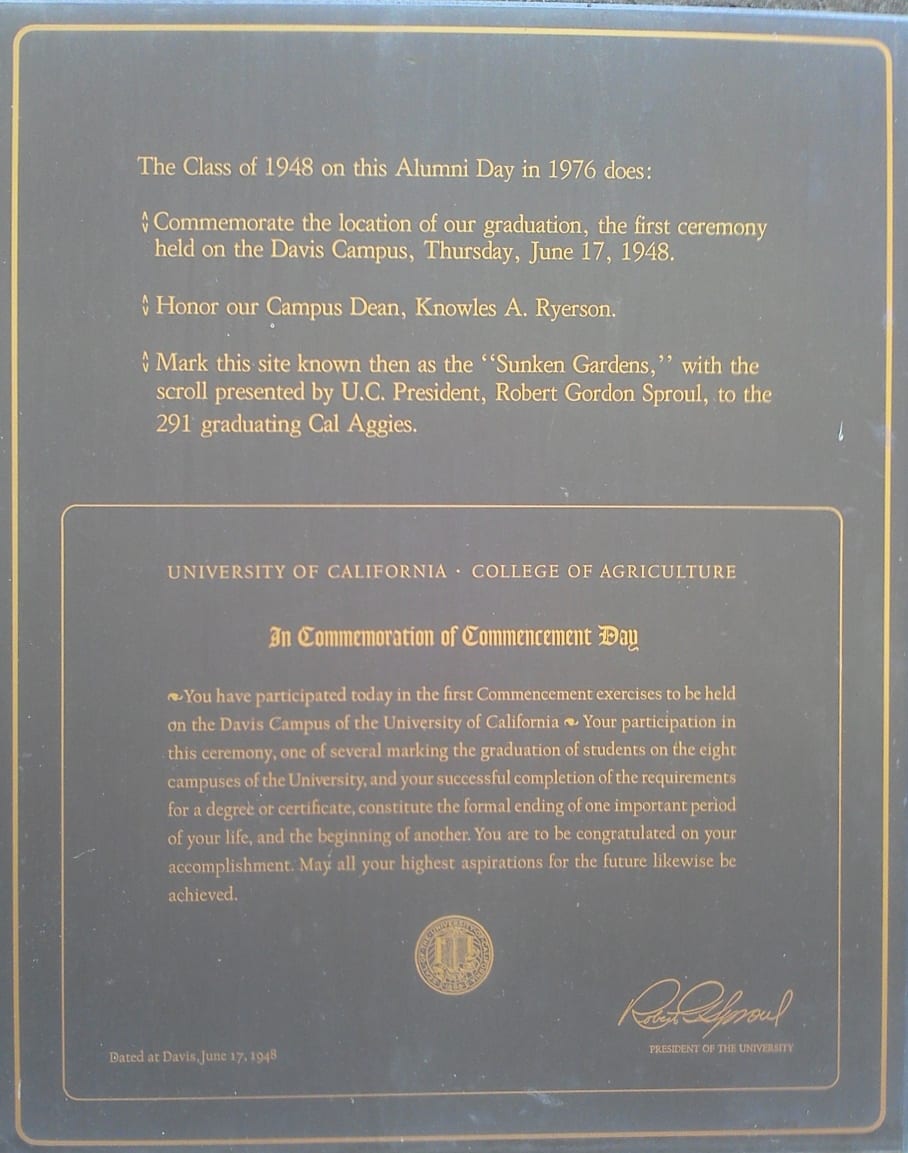 The Class of 1948 on this Alumni Day in 1976 does:
Commemorate the location of our graduation, the first ceremony
held on the Davis Campus, Thursday, June 17, 1948.
Honor our Campus Dean, Knowles A. Ryerson.
Mark this site known then as the “Sunken Gardens,” with the
scroll presented by U.C. President, Robert Gordon Sproul, to the
291 graduating Cal Aggies.
UNIVERSITY OF CALIFORNIA · COLLEGE OF AGRICULTURE
In Commemoration of Commencement Day
You have participated today in the first Commencement exercises to be held
on the Davis Campus of the University of California Your participation in
this ceremony, one of several marking the graduation of students on the eight
campuses of the University, and your successful completion of the requirements
for a degree or certificate, constitute the formal ending of one important period
of your life, and the beginning of another. You are to be congratulated on your
accomplishment. May all your highest aspirations for the future likewise be
achieved.
Robert G Sproul
PRESIDENT OF THE UNIVERSITY
Dated at Davis, June 17, 1948